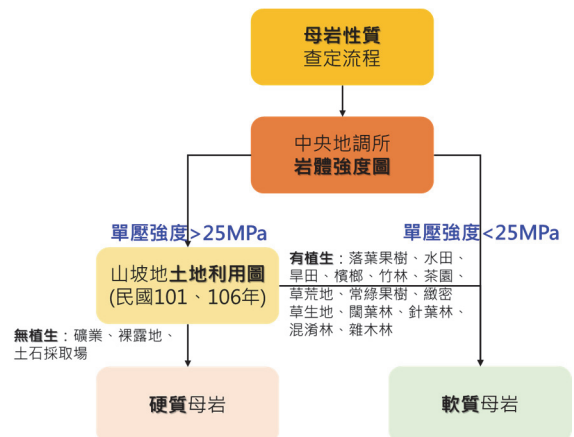 母岩性質
查定流程
中央地調所
岩體強度圖
單壓強度>25MPa
單壓強度<25MPa
山坡地土地利用圖
(民國101、106年)
有植生：落葉果樹、水田、
旱田、檳榔、竹林、茶園、
草荒地、常綠果樹、緻密
草生地、闊葉林、針葉林、
混淆林、雜木林
無植生：礦業、裸露地、
土石採取場
硬質母岩
軟質母岩